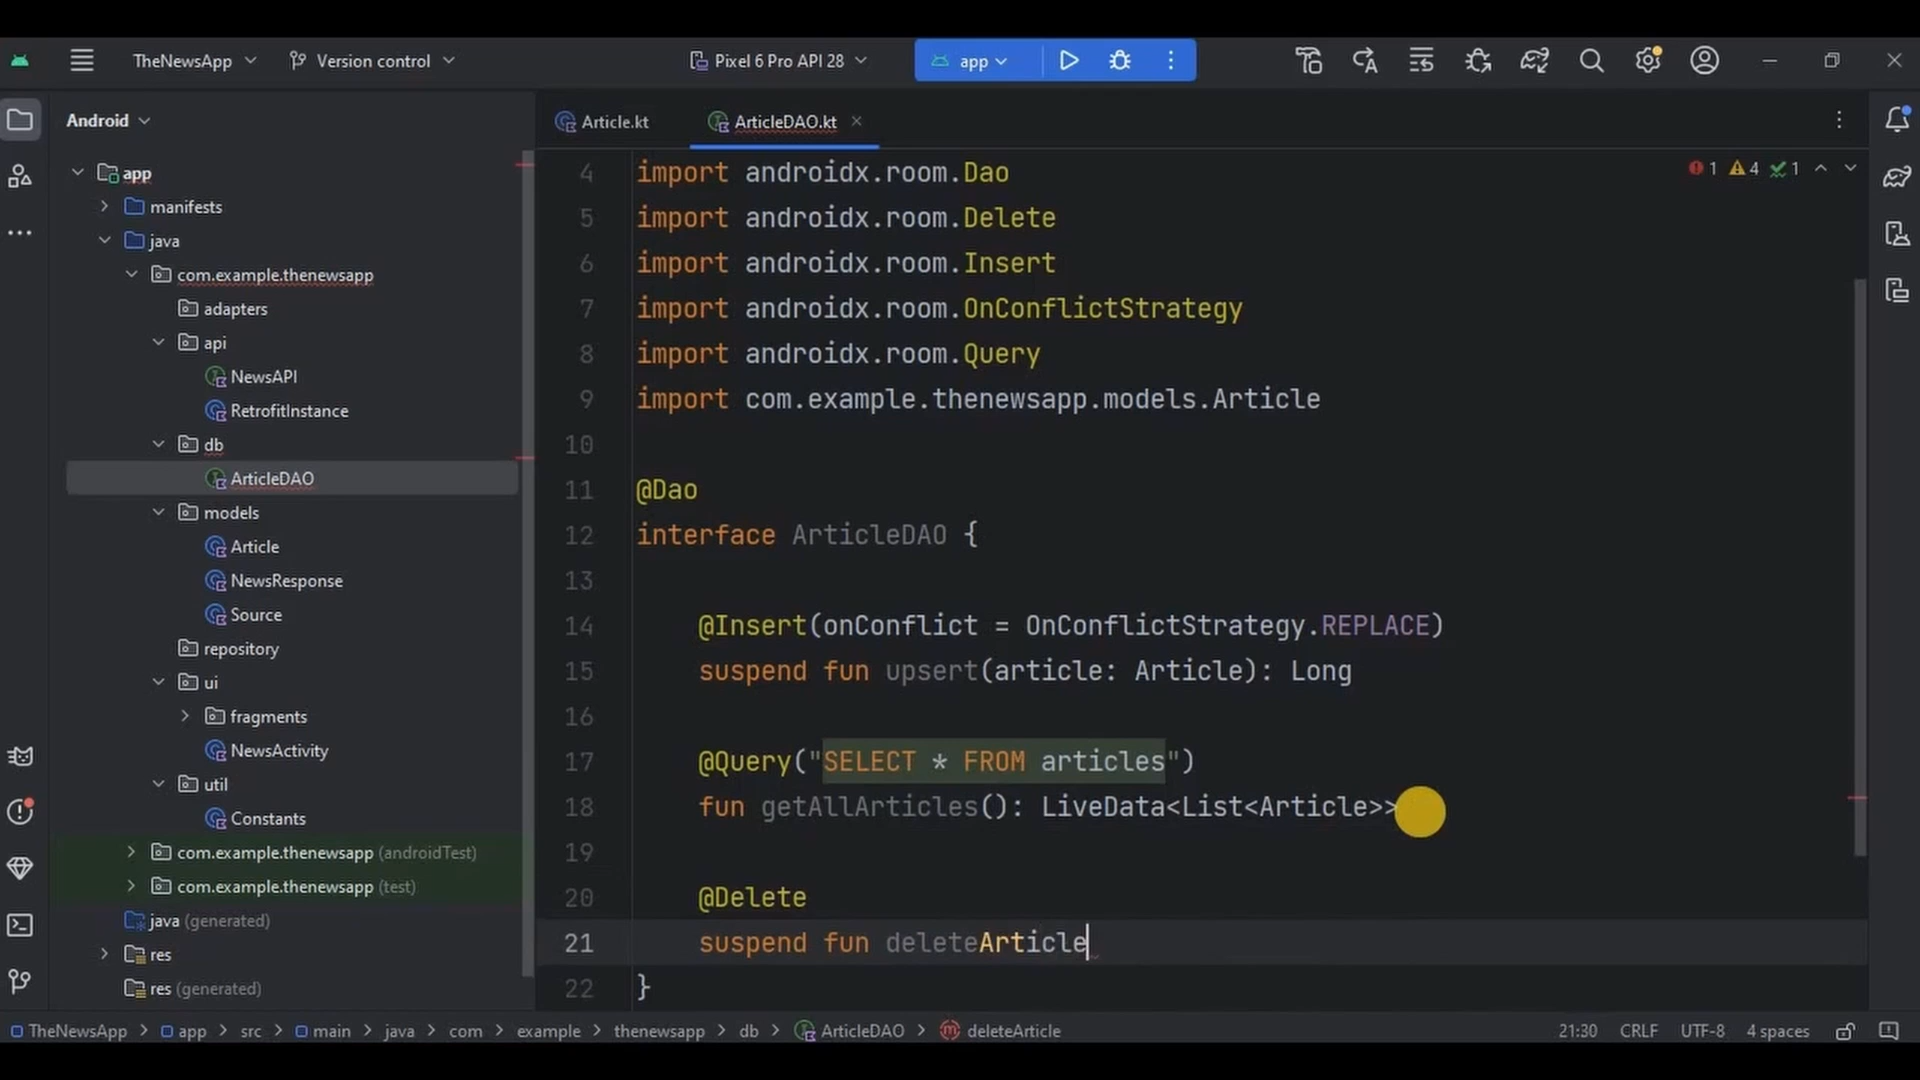 TheNewsApp
Version control
Pixel 6 Pro API 28
app
Android
Article.kt
ArticleDAO.kt
1 4 1
app
manifests
java
com.example.thenewsapp
adapters
api
NewsAPI
RetrofitInstance
db
ArticleDAO
models
Article
NewsResponse
Source
repository
ui
fragments
NewsActivity
util
Constants
com.example.thenewsapp (androidTest)
com.example.thenewsapp (test)
java (generated)
res
res (generated)
4 import androidx.room.Dao
5 import androidx.room.Delete
6 import androidx.room.Insert
7 import androidx.room.OnConflictStrategy
8 import androidx.room.Query
9 import com.example.thenewsapp.models.Article
10
11 @Dao
12 interface ArticleDAO {
13
14 @Insert(onConflict = OnConflictStrategy.REPLACE)
15 suspend fun upsert(article: Article): Long
16
17 @Query("SELECT * FROM articles")
18 fun getAllArticles(): LiveData<List<Article>>
19
20 @Delete
21 suspend fun deleteArticle
22 }
TheNewsApp > app > src > main > java > com > example > thenewsapp > db > ArticleDAO > deleteArticle
21:30 CRLF UTF-8 4 spaces